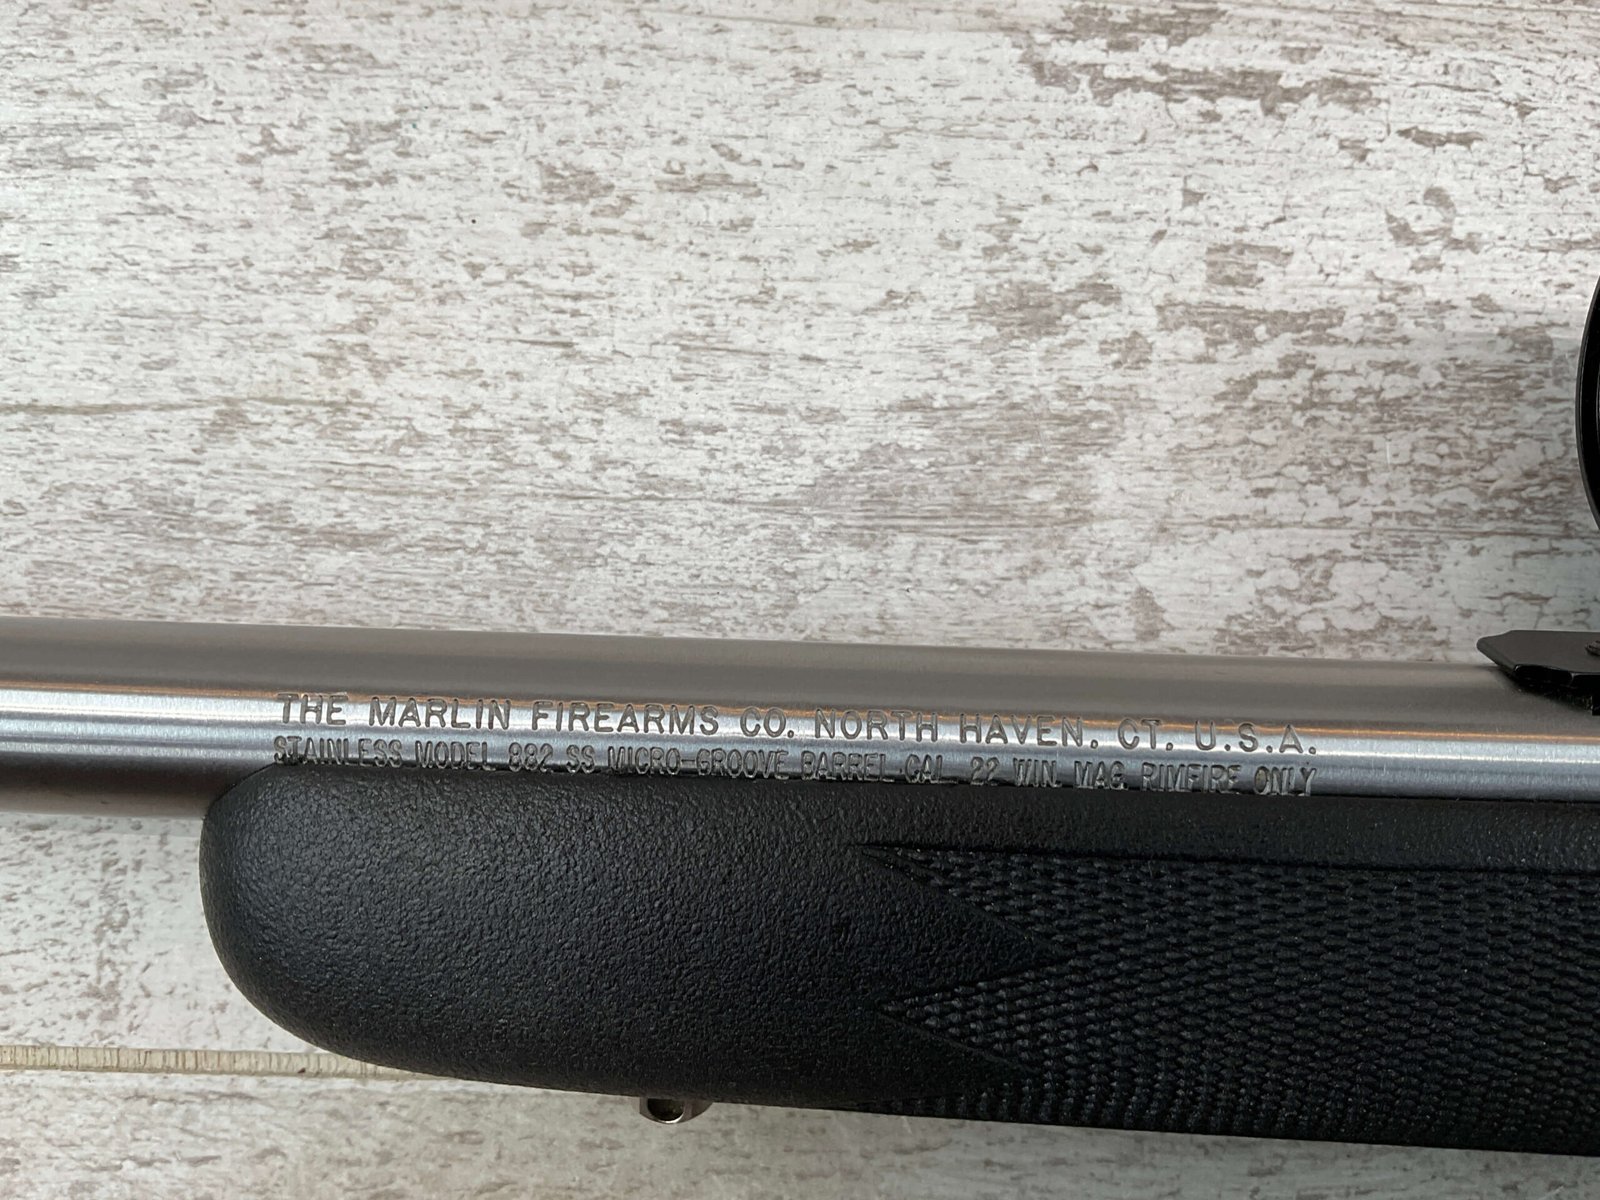 THE MARLIN FIREARMS CO. NORTH HAVEN, CT. U.S.A.
STAINLESS MODEL 882 SS MICRO-GROOVE BARREL CAL 22 WIN. MAG RIMFIRE ONLY